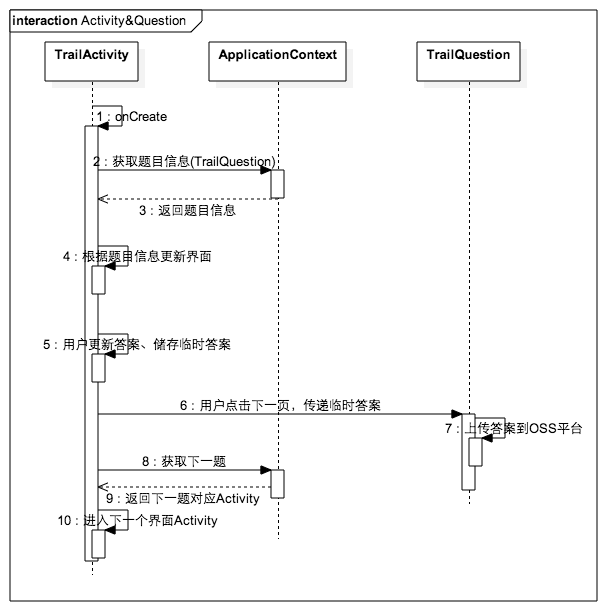 interaction Activity&Question
TrailActivity
ApplicationContext
TrailQuestion
1 : onCreate
2 : 获取题目信息(TrailQuestion)
3 : 返回题目信息
4 : 根据题目信息更新界面
5 : 用户更新答案、储存临时答案
6 : 用户点击下一页，传递临时答案
7 : 上传答案到OSS平台
8 : 获取下一题
9 : 返回下一题对应Activity
10 : 进入下一个界面Activity